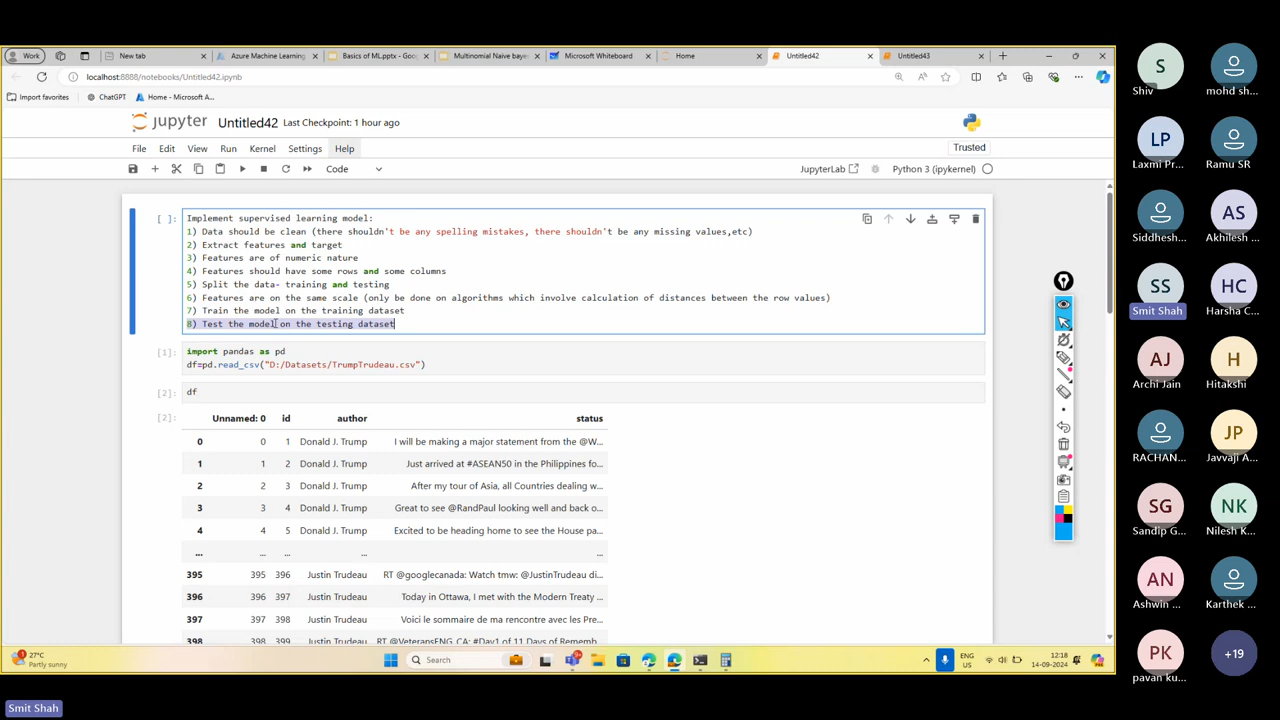 Work
New tab
Azure Machine Learning
Basics of ML.pptx - Goo
Multinomial Naive baye
Microsoft Whiteboard
Home
Untitled42
Untitled43
localhost:8888/notebooks/Untitled42.ipynb
Import favorites
ChatGPT
Home - Microsoft A...
jupyter Untitled42 Last Checkpoint: 1 hour ago
File Edit View Run Kernel Settings Help
Trusted
Code
JupyterLab
Python 3 (ipykernel)
[ ]:
Implement supervised learning model:
1) Data should be clean (there shouldn't be any spelling mistakes, there shouldn't be any missing values,etc)
2) Extract features and target
3) Features are of numeric nature
4) Features should have some rows and some columns
5) Split the data- training and testing
6) Features are on the same scale (only be done on algorithms which involve calculation of distances between the row values)
7) Train the model on the training dataset
8) Test the model on the testing dataset
[1]:
import pandas as pd
df=pd.read_csv("D:/Datasets/TrumpTrudeau.csv")
[2]:
df
[2]:
Unnamed: 0 id author status
0 0 1 Donald J. Trump I will be making a major statement from the @W...
1 1 2 Donald J. Trump Just arrived at #ASEAN50 in the Philippines fo...
2 2 3 Donald J. Trump After my tour of Asia, all Countries dealing w...
3 3 4 Donald J. Trump Great to see @RandPaul looking well and back o...
4 4 5 Donald J. Trump Excited to be heading home to see the House pa...
... ... ... ... ...
395 395 396 Justin Trudeau RT @googlecanada: Watch tmw: @JustinTrudeau di...
396 396 397 Justin Trudeau Today in Ottawa, I met with the Modern Treaty ...
397 397 398 Justin Trudeau Voici le sommaire de ma rencontre avec les Pre...
398 398 399 Justin Trudeau RT @VeteransENG_CA: #Day1 of 11 Days of Rememb...
27°C
Partly sunny
Search
ENG
US
12:18
14-09-2024
S
Shiv
mohd sh...
LP
Laxmi Pr...
Ramu SR
Siddhesh...
AS
Akhilesh ...
SS
Smit Shah
HC
Harsha C...
AJ
Archi Jain
H
Hitakshi
RACHAN...
JP
Javvaji A...
SG
Sandip G...
NK
Nilesh K...
AN
Ashwin ...
Karthek ...
PK
pavan ku...
+19
Smit Shah